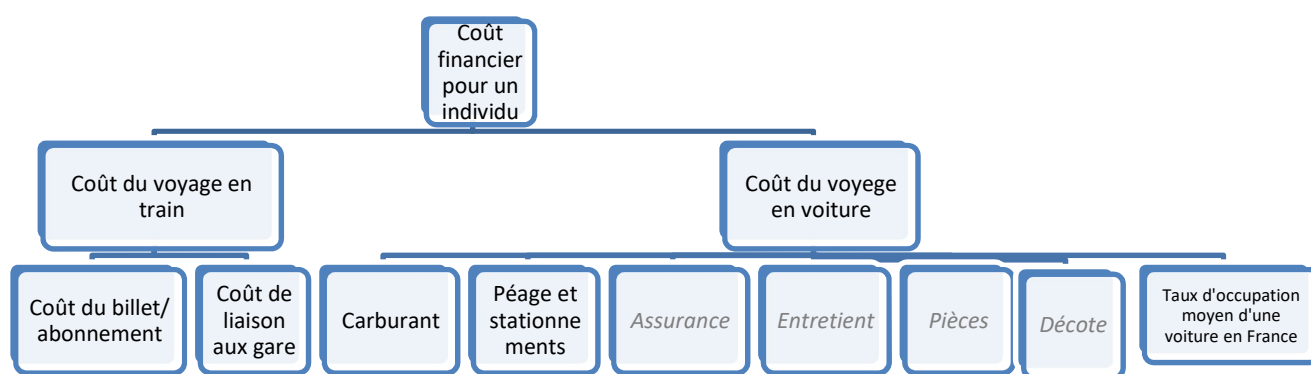 Coût
financier
pour un
individu
Coût du voyage en
train
Coût du voyege
en voiture
Coût du billet/
abonnement
Coût de
liaison
aux gare
Carburant
Péage et
stationne
ments
Assurance
Entretient
Pièces
Décote
Taux d'occupation
moyen d'une
voiture en France